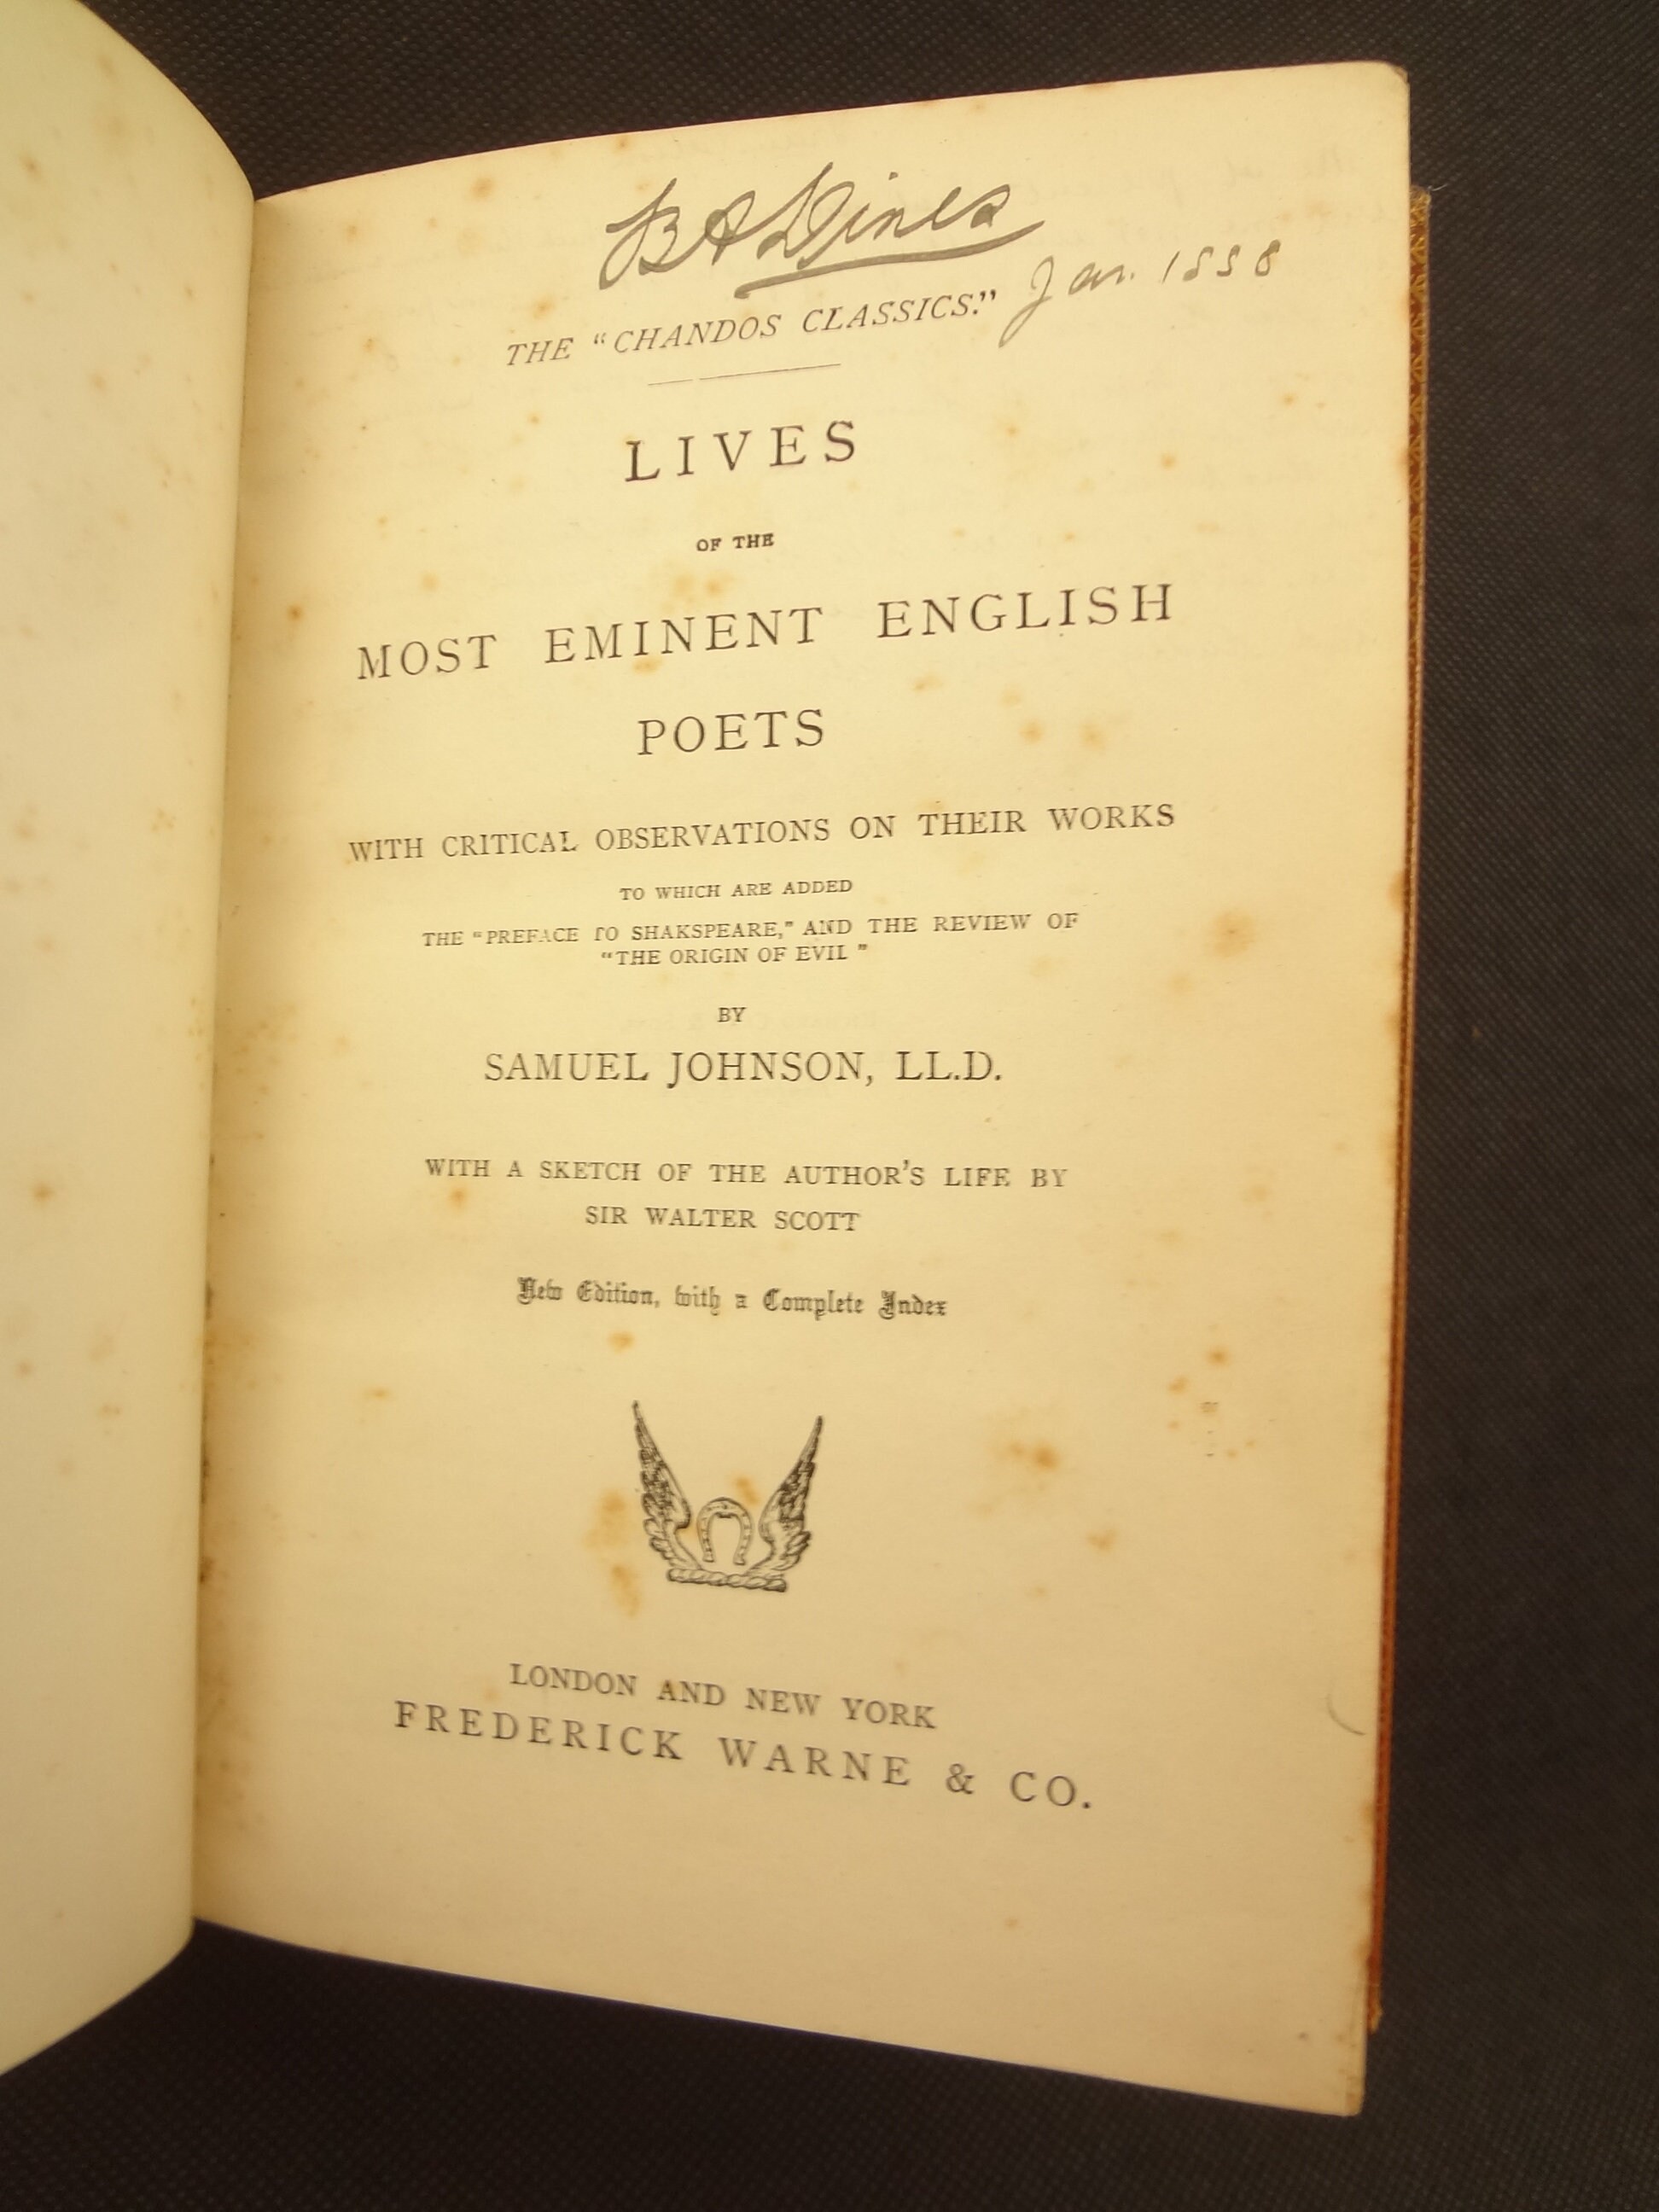 B A Dines
Jan. 1888
THE "CHANDOS CLASSICS."
LIVES
OF THE
MOST EMINENT ENGLISH
POETS
WITH CRITICAL OBSERVATIONS ON THEIR WORKS
TO WHICH ARE ADDED
THE "PREFACE TO SHAKSPEARE," AND THE REVIEW OF
"THE ORIGIN OF EVIL"
BY
SAMUEL JOHNSON, LL.D.
WITH A SKETCH OF THE AUTHOR'S LIFE BY
SIR WALTER SCOTT
New Edition, with a Complete Index
LONDON AND NEW YORK
FREDERICK WARNE & CO.